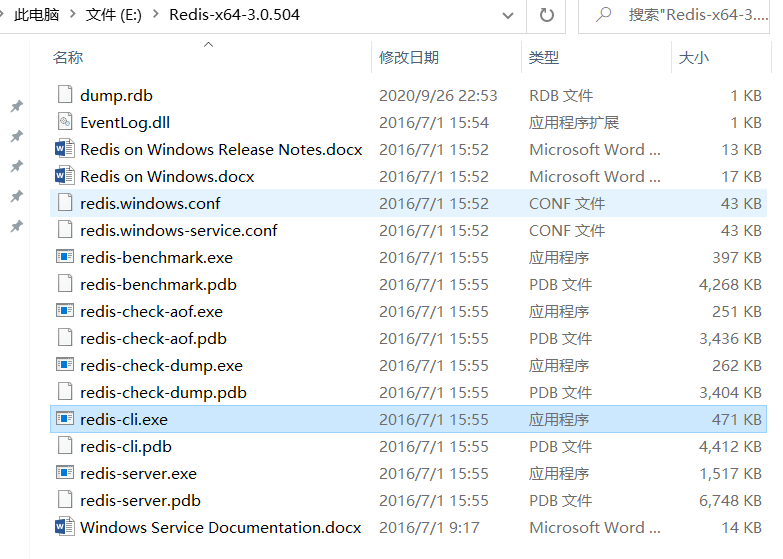 此电脑 > 文件 (E:) > Redis-x64-3.0.504 搜索"Redis-x64-3....
名称 修改日期 类型 大小
dump.rdb 2020/9/26 22:53 RDB 文件 1 KB
EventLog.dll 2016/7/1 15:54 应用程序扩展 1 KB
Redis on Windows Release Notes.docx 2016/7/1 15:52 Microsoft Word ... 13 KB
Redis on Windows.docx 2016/7/1 15:52 Microsoft Word ... 17 KB
redis.windows.conf 2016/7/1 15:52 CONF 文件 43 KB
redis.windows-service.conf 2016/7/1 15:52 CONF 文件 43 KB
redis-benchmark.exe 2016/7/1 15:55 应用程序 397 KB
redis-benchmark.pdb 2016/7/1 15:55 PDB 文件 4,268 KB
redis-check-aof.exe 2016/7/1 15:55 应用程序 251 KB
redis-check-aof.pdb 2016/7/1 15:55 PDB 文件 3,436 KB
redis-check-dump.exe 2016/7/1 15:55 应用程序 262 KB
redis-check-dump.pdb 2016/7/1 15:55 PDB 文件 3,404 KB
redis-cli.exe 2016/7/1 15:55 应用程序 471 KB
redis-cli.pdb 2016/7/1 15:55 PDB 文件 4,412 KB
redis-server.exe 2016/7/1 15:55 应用程序 1,517 KB
redis-server.pdb 2016/7/1 15:55 PDB 文件 6,748 KB
Windows Service Documentation.docx 2016/7/1 9:17 Microsoft Word ... 14 KB